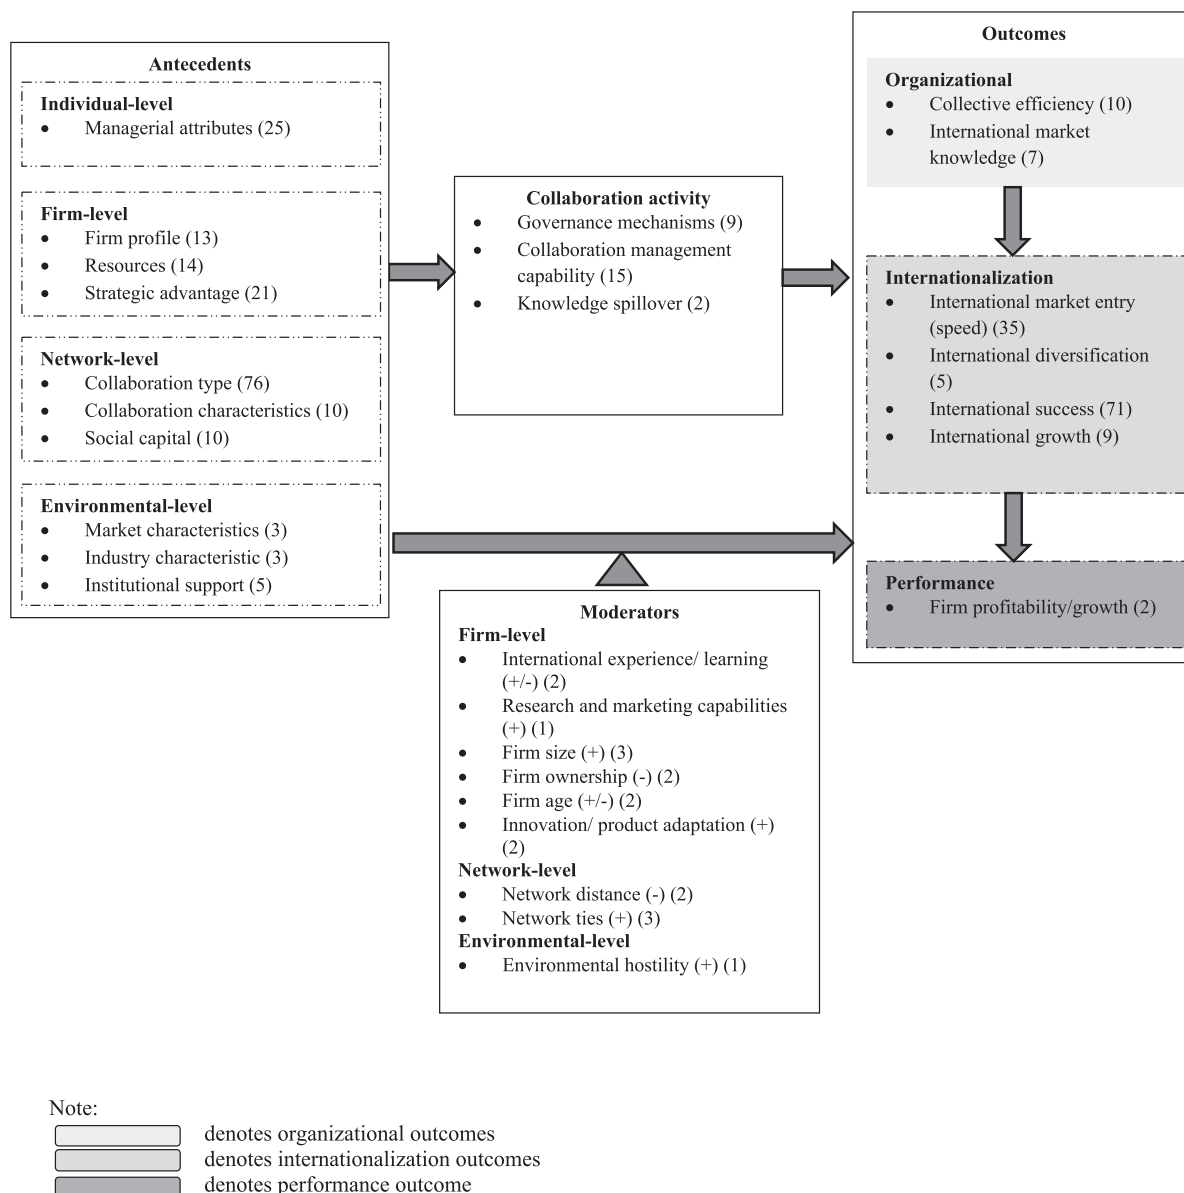 Antecedents
Individual-level
• Managerial attributes (25)
Firm-level
• Firm profile (13)
• Resources (14)
• Strategic advantage (21)
Network-level
• Collaboration type (76)
• Collaboration characteristics (10)
• Social capital (10)
Environmental-level
• Market characteristics (3)
• Industry characteristic (3)
• Institutional support (5)
Collaboration activity
• Governance mechanisms (9)
• Collaboration management
capability (15)
• Knowledge spillover (2)
Moderators
Firm-level
• International experience/ learning
(+/-) (2)
• Research and marketing capabilities
(+) (1)
• Firm size (+) (3)
• Firm ownership (-) (2)
• Firm age (+/-) (2)
• Innovation/ product adaptation (+)
(2)
Network-level
• Network distance (-) (2)
• Network ties (+) (3)
Environmental-level
• Environmental hostility (+) (1)
Outcomes
Organizational
• Collective efficiency (10)
• International market
knowledge (7)
Internationalization
• International market entry
(speed) (35)
• International diversification
(5)
• International success (71)
• International growth (9)
Performance
• Firm profitability/growth (2)
Note:
denotes organizational outcomes
denotes internationalization outcomes
denotes performance outcome